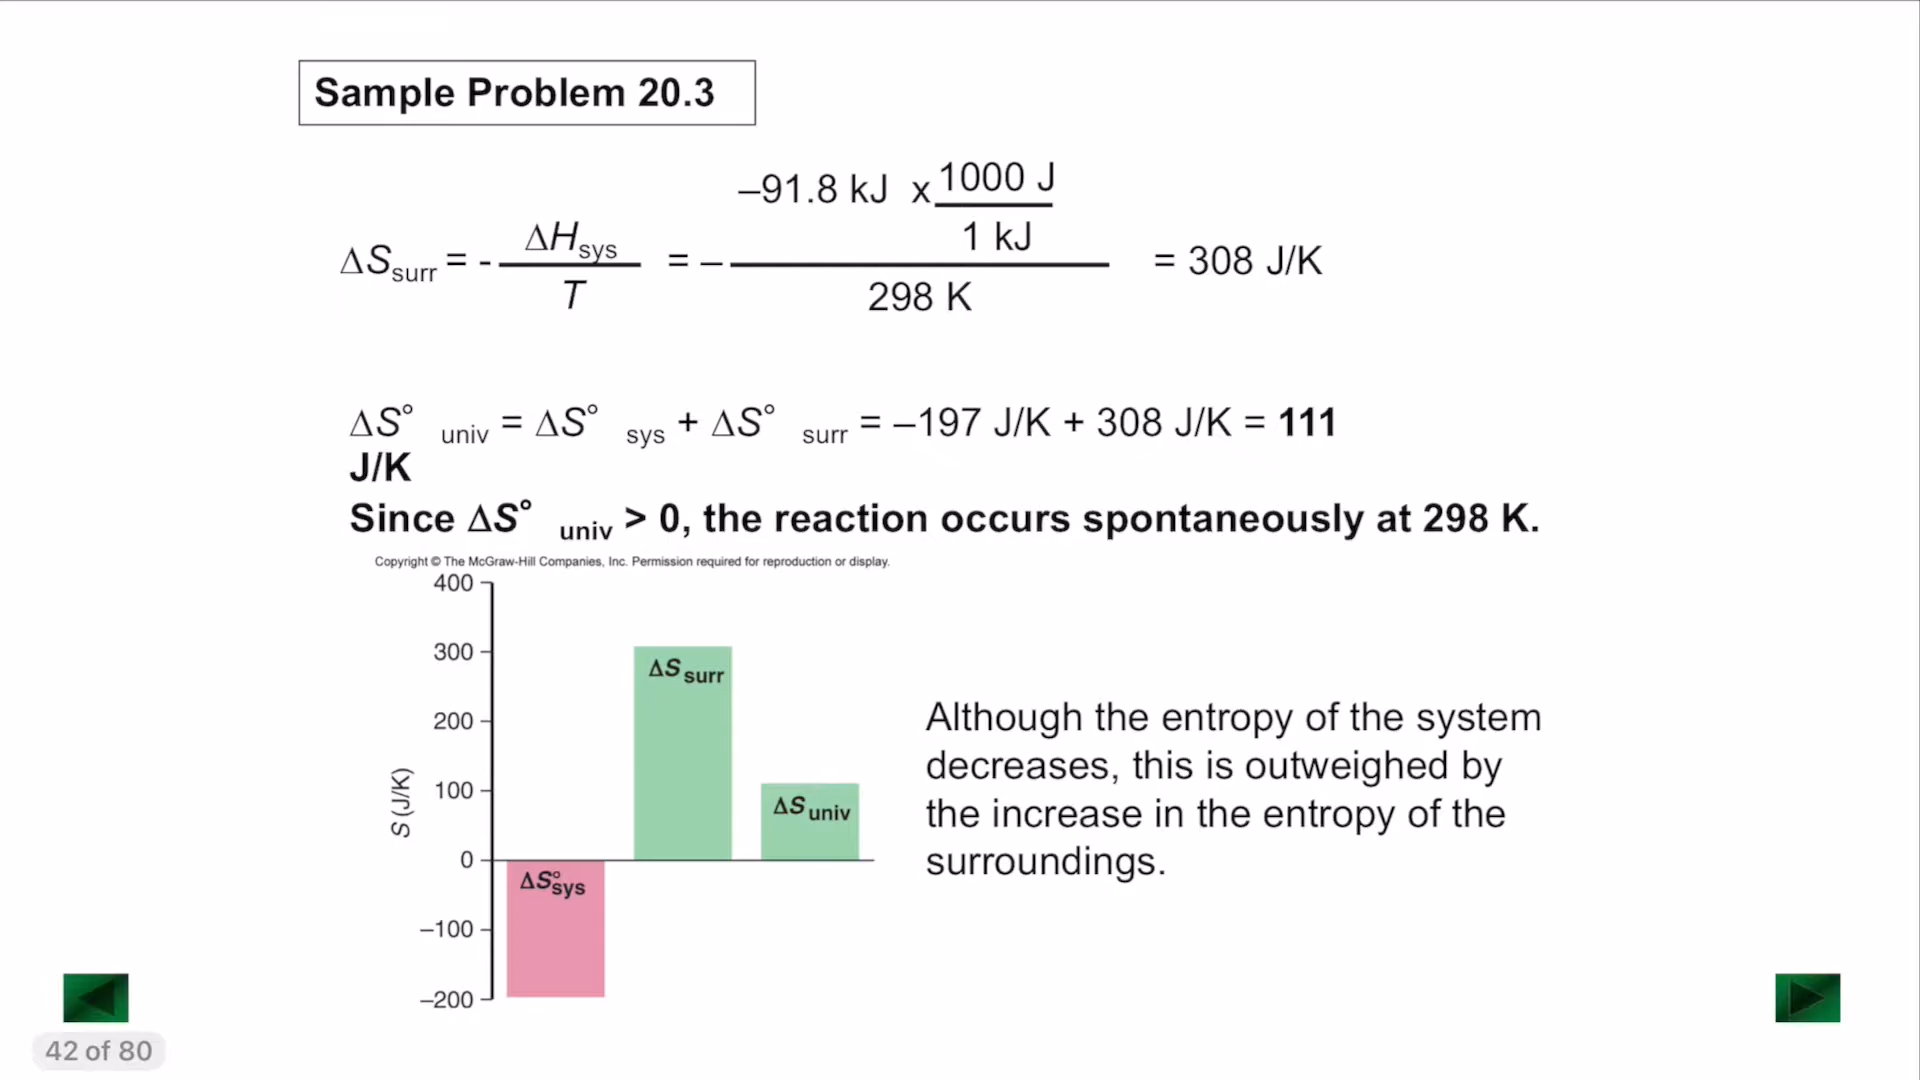 Sample Problem 20.3
–91.8 kJ x 1000 J
1 kJ
ΔSsurr = - ΔHsys / T = – 298 K = 308 J/K
ΔS° univ = ΔS° sys + ΔS° surr = –197 J/K + 308 J/K = 111
J/K
Since ΔS° univ > 0, the reaction occurs spontaneously at 298 K.
Copyright © The McGraw-Hill Companies, Inc. Permission required for reproduction or display.
400
300
200
100
0
–100
–200
S (J/K)
ΔS surr
ΔS univ
ΔS°sys
Although the entropy of the system
decreases, this is outweighed by
the increase in the entropy of the
surroundings.
42 of 80